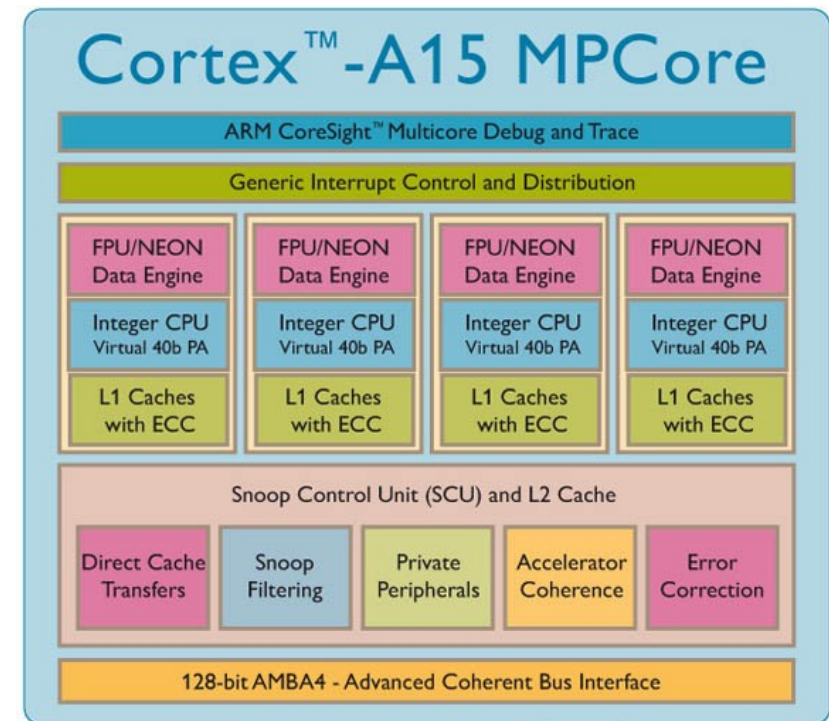 Cortex™-A15 MPCore
ARM CoreSight™ Multicore Debug and Trace
Generic Interrupt Control and Distribution
FPU/NEON
Data Engine
Integer CPU
Virtual 40b PA
L1 Caches
with ECC
FPU/NEON
Data Engine
Integer CPU
Virtual 40b PA
L1 Caches
with ECC
FPU/NEON
Data Engine
Integer CPU
Virtual 40b PA
L1 Caches
with ECC
FPU/NEON
Data Engine
Integer CPU
Virtual 40b PA
L1 Caches
with ECC
Snoop Control Unit (SCU) and L2 Cache
Direct Cache
Transfers
Snoop
Filtering
Private
Peripherals
Accelerator
Coherence
Error
Correction
128-bit AMBA4 - Advanced Coherent Bus Interface